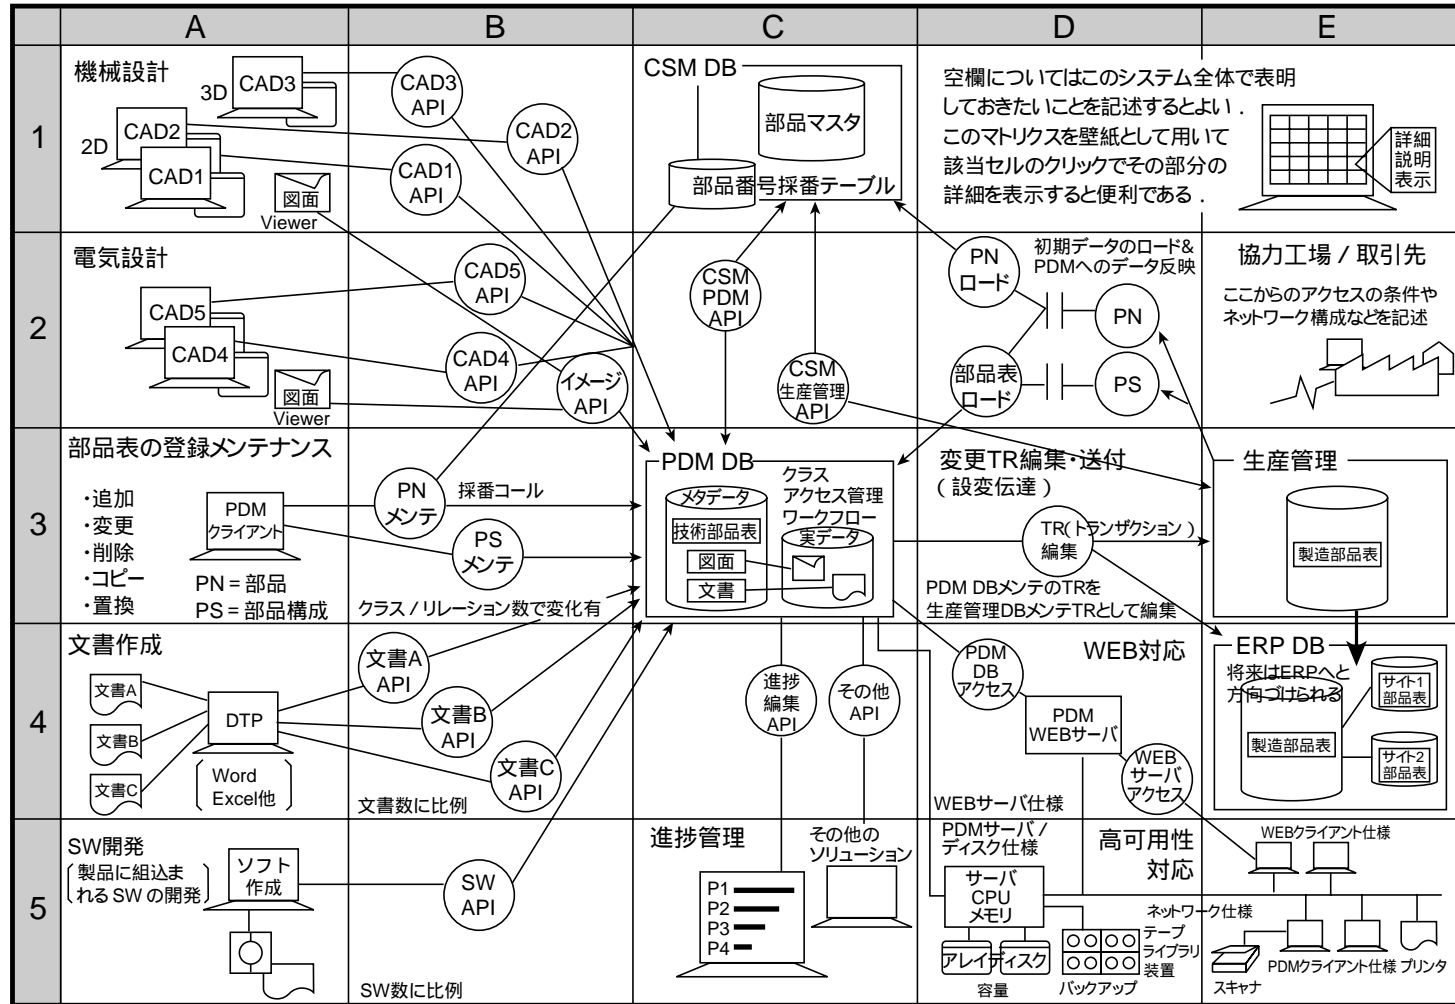 A
B
C
D
E
1
機械設計
3D
CAD3
2D
CAD2
CAD1
図面
Viewer
CAD3
API
CAD2
API
CAD1
API
CSM DB
部品マスタ
部品番号採番テーブル
空欄についてはこのシステム全体で表明
しておきたいことを記述するとよい．
このマトリクスを壁紙として用いて
該当セルのクリックでその部分の
詳細を表示すると便利である．
詳細
説明
表示
2
電気設計
CAD5
CAD4
図面
Viewer
CAD5
API
CAD4
API
イメージ
API
CSM
PDM
API
CSM
生産管理
API
PN
ロード
初期データのロード&
PDMへのデータ反映
PN
部品表
ロード
PS
協力工場 / 取引先
ここからのアクセスの条件や
ネットワーク構成などを記述
3
部品表の登録メンテナンス
・追加
・変更
・削除
・コピー
・置換
PDM
クライアント
PN = 部品
PS = 部品構成
PN
メンテ
採番コール
PS
メンテ
クラス / リレーション数で変化有
PDM DB
メタデータ
技術部品表
図面
文書
クラス
アクセス管理
ワークフロー
実データ
変更TR編集・送付
( 設変伝達 )
TR(トランザクション)
編集
PDM DBメンテのTRを
生産管理DBメンテTRとして編集
生産管理
製造部品表
4
文書作成
文書A
文書B
文書C
DTP
Word
Excel他
文書A
API
文書B
API
文書C
API
文書数に比例
進捗
編集
API
その他
API
PDM
DB
アクセス
WEB対応
PDM
WEBサーバ
WEB
サーバ
アクセス
WEBサーバ仕様
ERP DB
将来はERPへと
方向づけられる
製造部品表
サイト1
部品表
サイト2
部品表
5
SW開発
製品に組込ま
れる SW の開発
ソフト
作成
SW
API
SW数に比例
進捗管理
P1
P2
P3
P4
その他の
ソリューション
PDMサーバ /
ディスク仕様
サーバ
CPU
メモリ
アレイディスク
容量
高可用性
対応
ネットワーク仕様
テープ
ライブラリ
装置
バックアップ
WEBクライアント仕様
スキャナ
PDMクライアント仕様
プリンタ